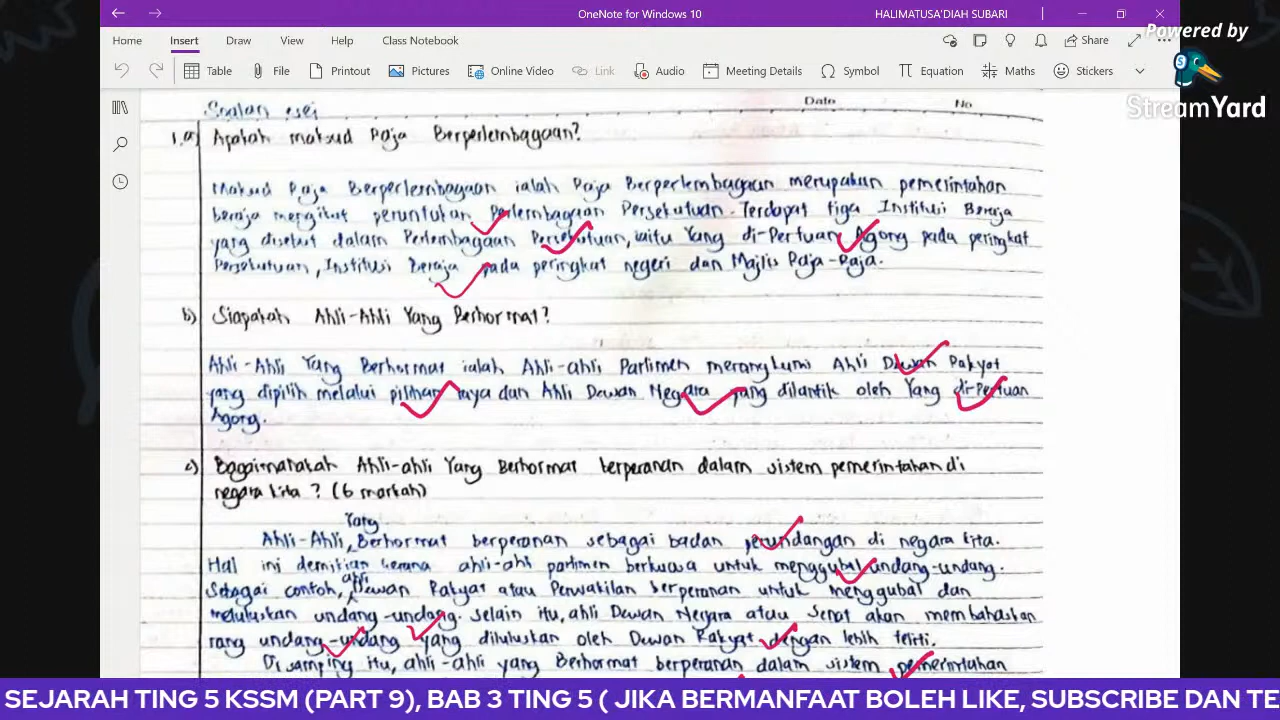 OneNote for Windows 10
HALIMATUSA'DIAH SUBARI
Powered by
StreamYard
Home Insert Draw View Help Class Notebook Share
Table File Printout Pictures Online Video Link Audio Meeting Details Symbol Equation Maths Stickers
Soalan esei
Date No
1.a) Apakah maksud Raja Berperlembagaan?
Maksud Raja Berperlembagaan ialah Raja Berperlembagaan merupakan pemerintahan
beraja mengikut peruntukan Perlembagaan Persekutuan. Terdapat tiga Institusi Beraja
yang disebut dalam Perlembagaan Persekutuan, iaitu Yang di-Pertuan Agong pada peringkat
Persekutuan, Institusi Beraja pada peringkat negeri dan Majlis Raja-Raja.
b) Siapakah Ahli-Ahli Yang Berhormat?
Ahli-Ahli Yang Berhormat ialah Ahli-ahli Parlimen merangkumi Ahli Dewan Rakyat
yang dipilih melalui pilihan raya dan Ahli Dewan Negara yang dilantik oleh Yang di-Pertuan
Agong.
c) Bagaimanakah Ahli-ahli Yang Berhormat berperanan dalam sistem pemerintahan di
negara kita? (6 markah)
Ahli-Ahli Yang Berhormat berperanan sebagai badan perundangan di negara kita.
Hal ini demikian kerana ahli-ahli parlimen berkuasa untuk menggubal undang-undang.
Sebagai contoh, ahli Dewan Rakyat atau Perwakilan berperanan untuk menggubal dan
meluluskan undang-undang. Selain itu, ahli Dewan Negara atau Senat akan membahaskan
rang undang-undang yang diluluskan oleh Dewan Rakyat dengan lebih teliti.
Di samping itu, ahli-ahli yang Berhormat berperanan dalam sistem pemerintahan
SEJARAH TING 5 KSSM (PART 9), BAB 3 TING 5 ( JIKA BERMANFAAT BOLEH LIKE, SUBSCRIBE DAN TE